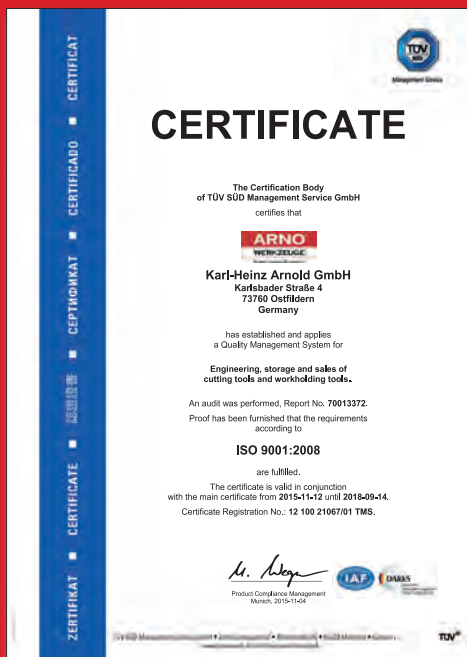 ZERTIFIKAT ■ CERTIFICATE ■ ■ СЕРТИФИКАТ ■ CERTIFICADO ■ CERTIFICAT
TÜV
SÜD
Management Service
CERTIFICATE
The Certification Body
of TÜV SÜD Management Service GmbH
certifies that
ARNO
WERKZEUGE
Karl-Heinz Arnold GmbH
Karlsbader Straße 4
73760 Ostfildern
Germany
has established and applies
a Quality Management System for
Engineering, storage and sales of
cutting tools and workholding tools.
An audit was performed, Report No. 70013372.
Proof has been furnished that the requirements
according to
ISO 9001:2008
are fulfilled.
The certificate is valid in conjunction
with the main certificate from 2015-11-12 until 2018-09-14.
Certificate Registration No.: 12 100 21067/01 TMS.
Product Compliance Management
Munich, 2015-11-04
IAF
DAkkS
TÜV®